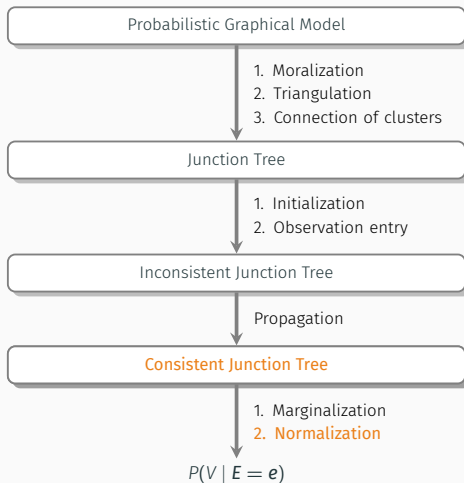 Probabilistic Graphical Model
1. Moralization
2. Triangulation
3. Connection of clusters
Junction Tree
1. Initialization
2. Observation entry
Inconsistent Junction Tree
Propagation
Consistent Junction Tree
1. Marginalization
2. Normalization
P(V | E = e)